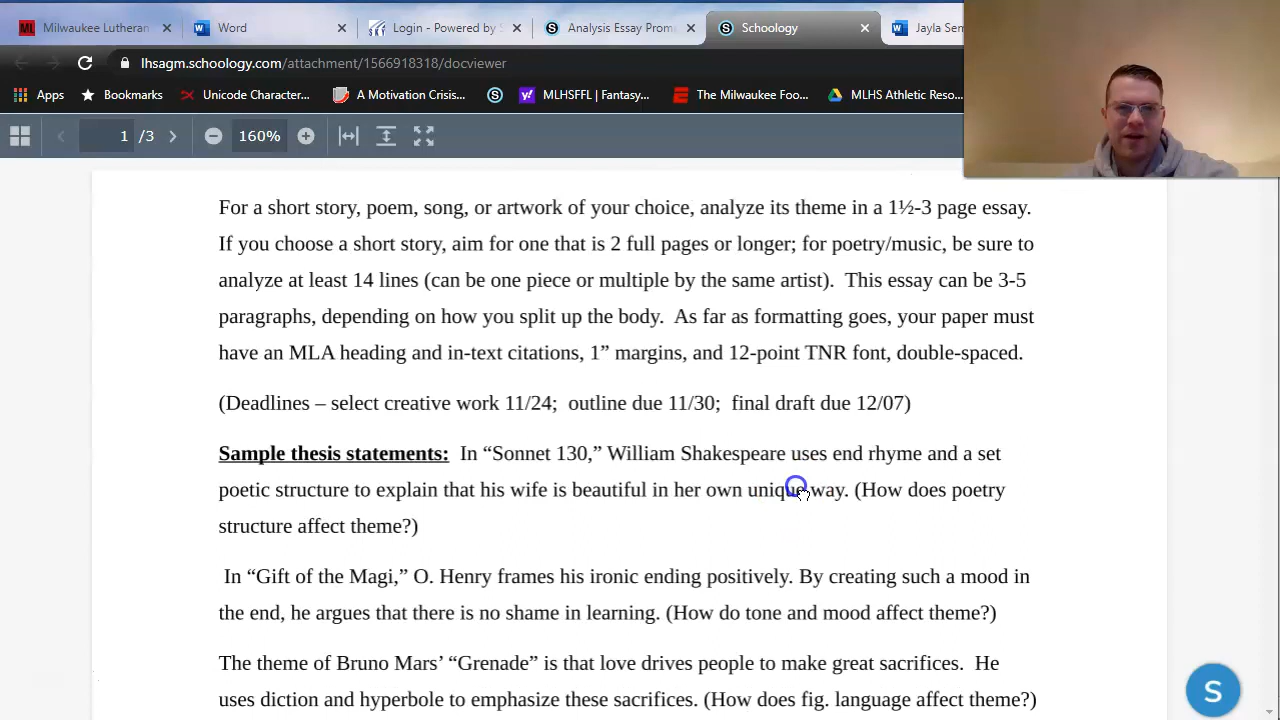 Milwaukee Lutheran
Word
Login - Powered by S
Analysis Essay Prom
Schoology
Jayla Sem
lhsagm.schoology.com/attachment/1566918318/docviewer
Apps
Bookmarks
Unicode Character...
A Motivation Crisis...
MLHSFFL | Fantasy...
The Milwaukee Foo...
MLHS Athletic Reso...
1 /3
160%
For a short story, poem, song, or artwork of your choice, analyze its theme in a 1½-3 page essay.
If you choose a short story, aim for one that is 2 full pages or longer; for poetry/music, be sure to
analyze at least 14 lines (can be one piece or multiple by the same artist). This essay can be 3-5
paragraphs, depending on how you split up the body. As far as formatting goes, your paper must
have an MLA heading and in-text citations, 1” margins, and 12-point TNR font, double-spaced.
(Deadlines – select creative work 11/24; outline due 11/30; final draft due 12/07)
Sample thesis statements: In “Sonnet 130,” William Shakespeare uses end rhyme and a set
poetic structure to explain that his wife is beautiful in her own unique way. (How does poetry
structure affect theme?)
In “Gift of the Magi,” O. Henry frames his ironic ending positively. By creating such a mood in
the end, he argues that there is no shame in learning. (How do tone and mood affect theme?)
The theme of Bruno Mars’ “Grenade” is that love drives people to make great sacrifices. He
uses diction and hyperbole to emphasize these sacrifices. (How does fig. language affect theme?)
S